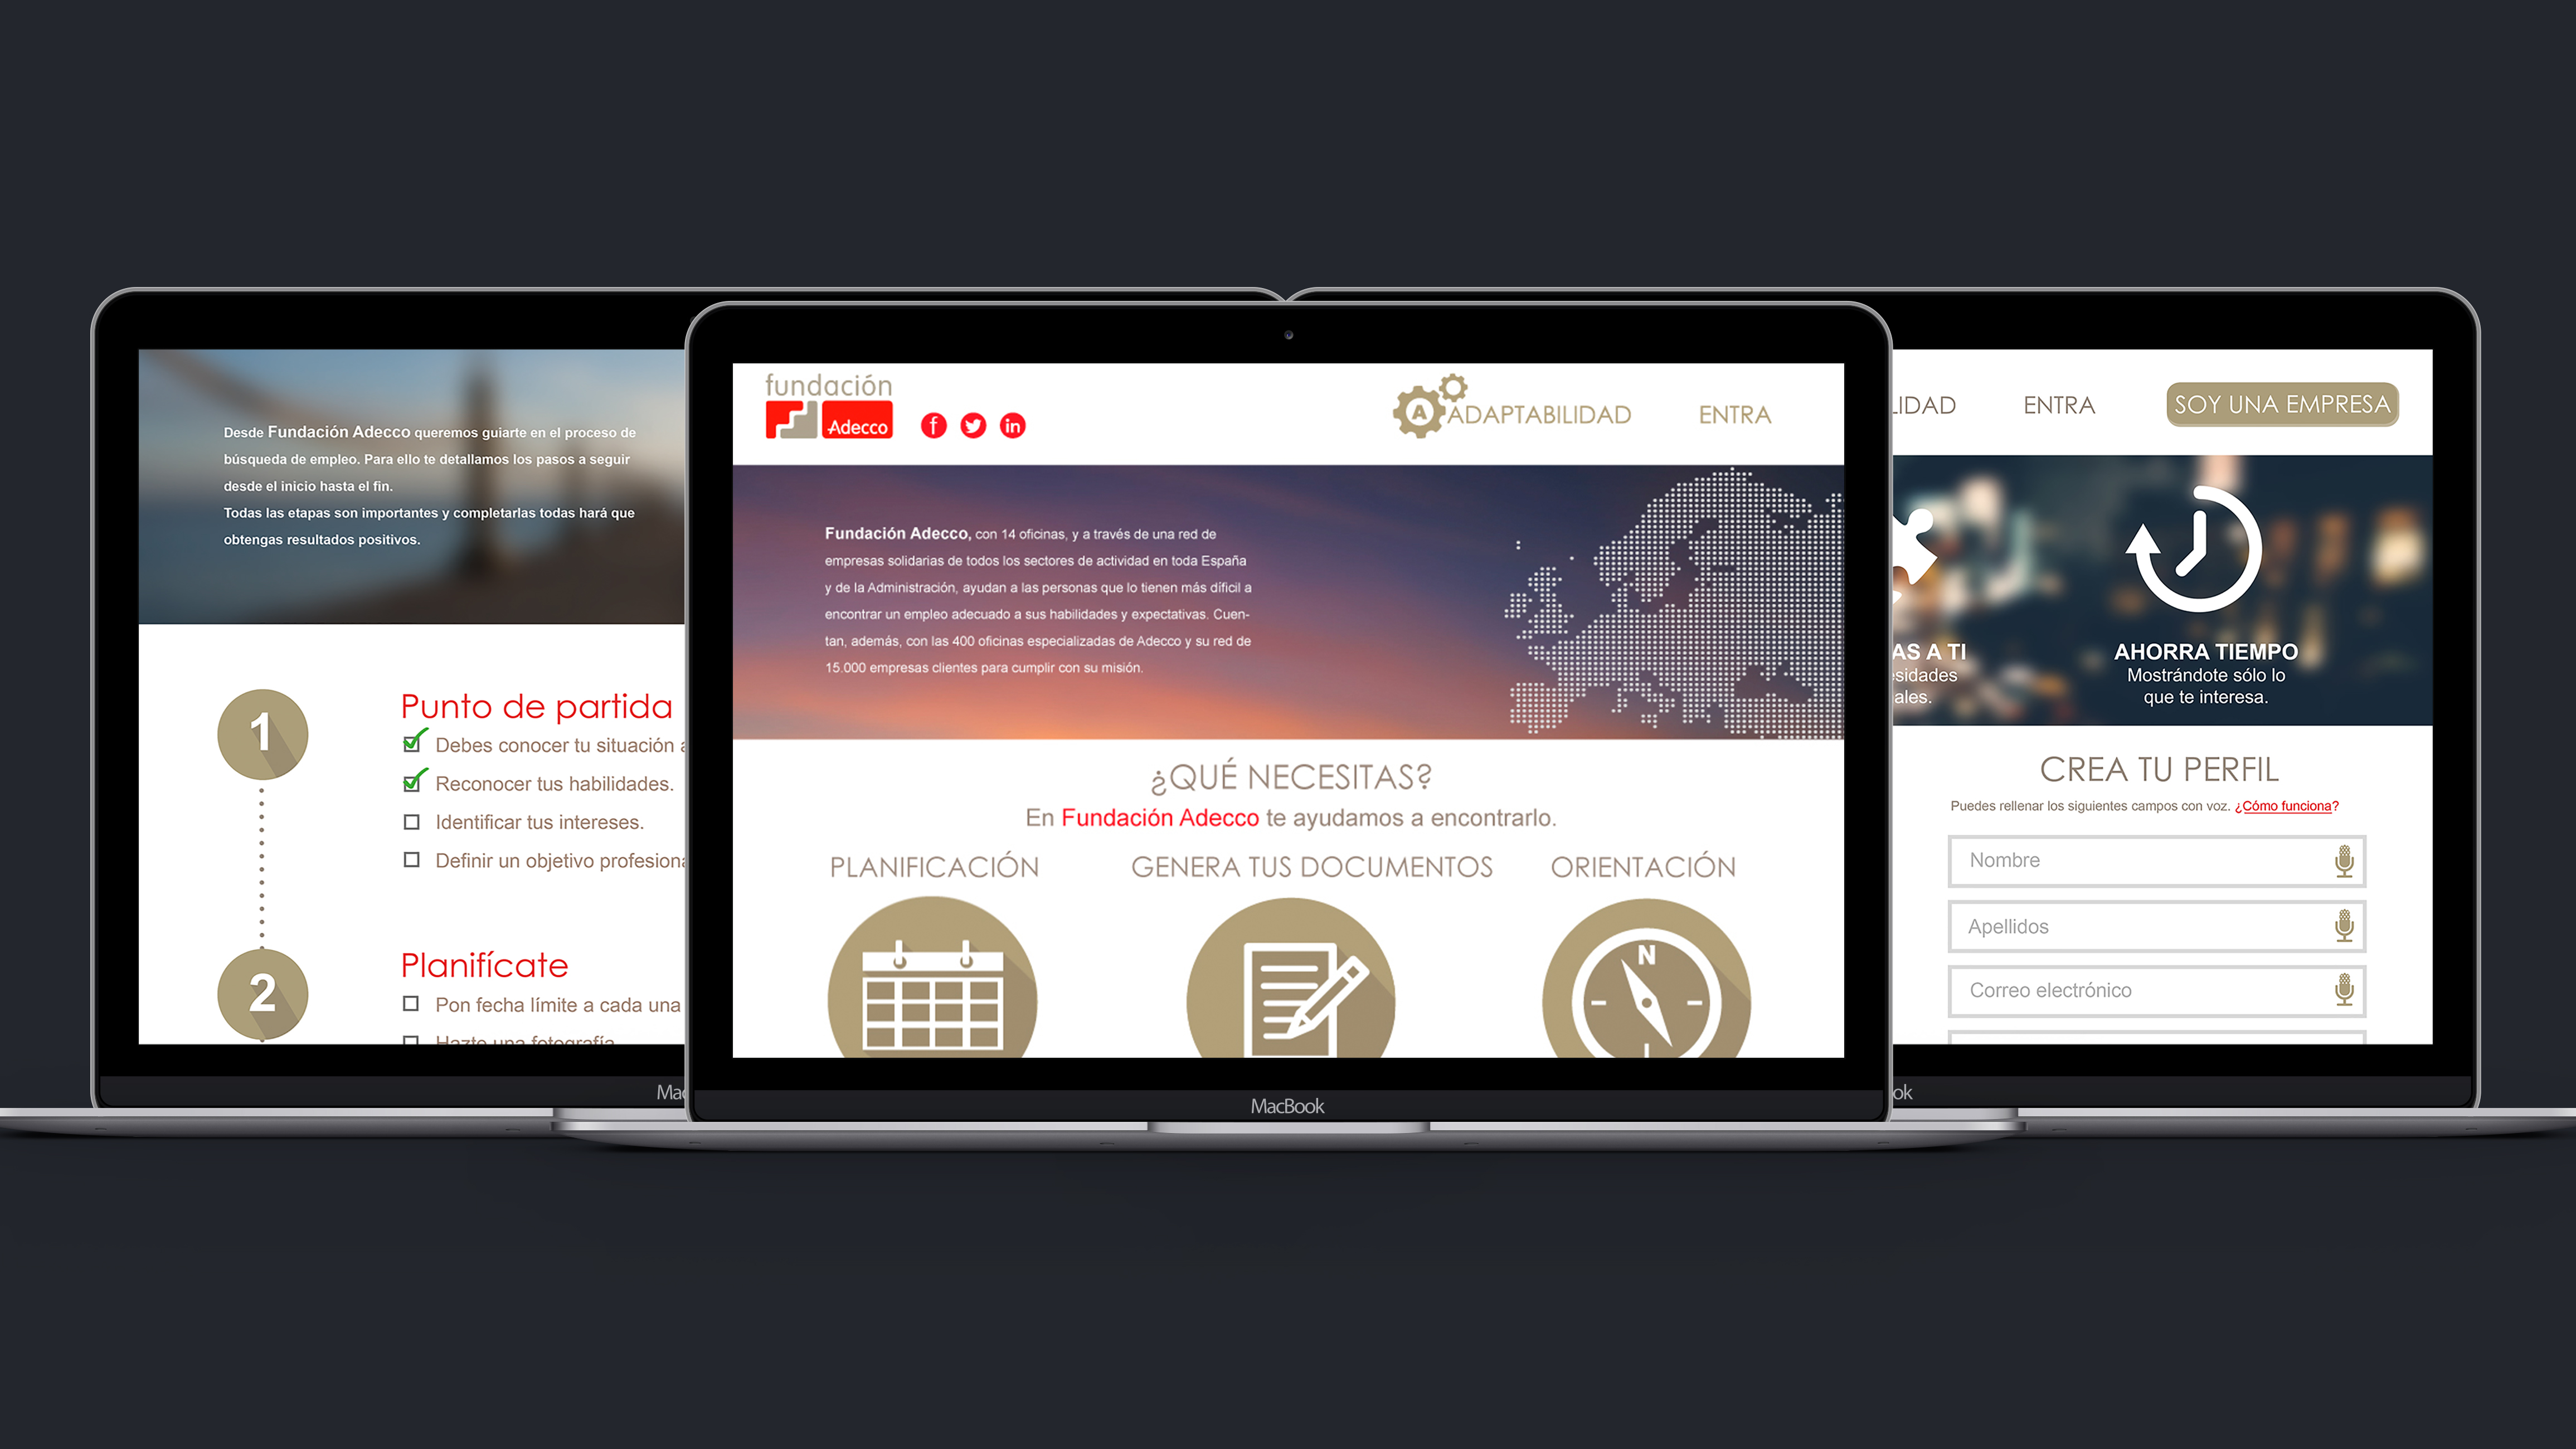 Desde Fundación Adecco queremos guiarte en el proceso de
búsqueda de empleo. Para ello te detallamos los pasos a seguir
desde el inicio hasta el fin.
Todas las etapas son importantes y completarlas todas hará que
obtengas resultados positivos.
1
Punto de partida
Debes conocer tu situación
Reconocer tus habilidades.
Identificar tus intereses.
Definir un objetivo profesion
2
Planifícate
Pon fecha límite a cada una
Hazte una fotografía
Mac
fundación
Adecco
f in
A ADAPTABILIDAD
ENTRA
Fundación Adecco, con 14 oficinas, y a través de una red de
empresas solidarias de todos los sectores de actividad en toda España
y de la Administración, ayudan a las personas que lo tienen más díficil a
encontrar un empleo adecuado a sus habilidades y expectativas. Cuen-
tan, además, con las 400 oficinas especializadas de Adecco y su red de
15.000 empresas clientes para cumplir con su misión.
¿QUÉ NECESITAS?
En Fundación Adecco te ayudamos a encontrarlo.
PLANIFICACIÓN
GENERA TUS DOCUMENTOS
ORIENTACIÓN
N
MacBook
LIDAD
ENTRA
SOY UNA EMPRESA
AS A TI
esidades
ales.
AHORRA TIEMPO
Mostrándote sólo lo
que te interesa.
CREA TU PERFIL
Puedes rellenar los siguientes campos con voz. ¿Cómo funciona?
Nombre
Apellidos
Correo electrónico
ok